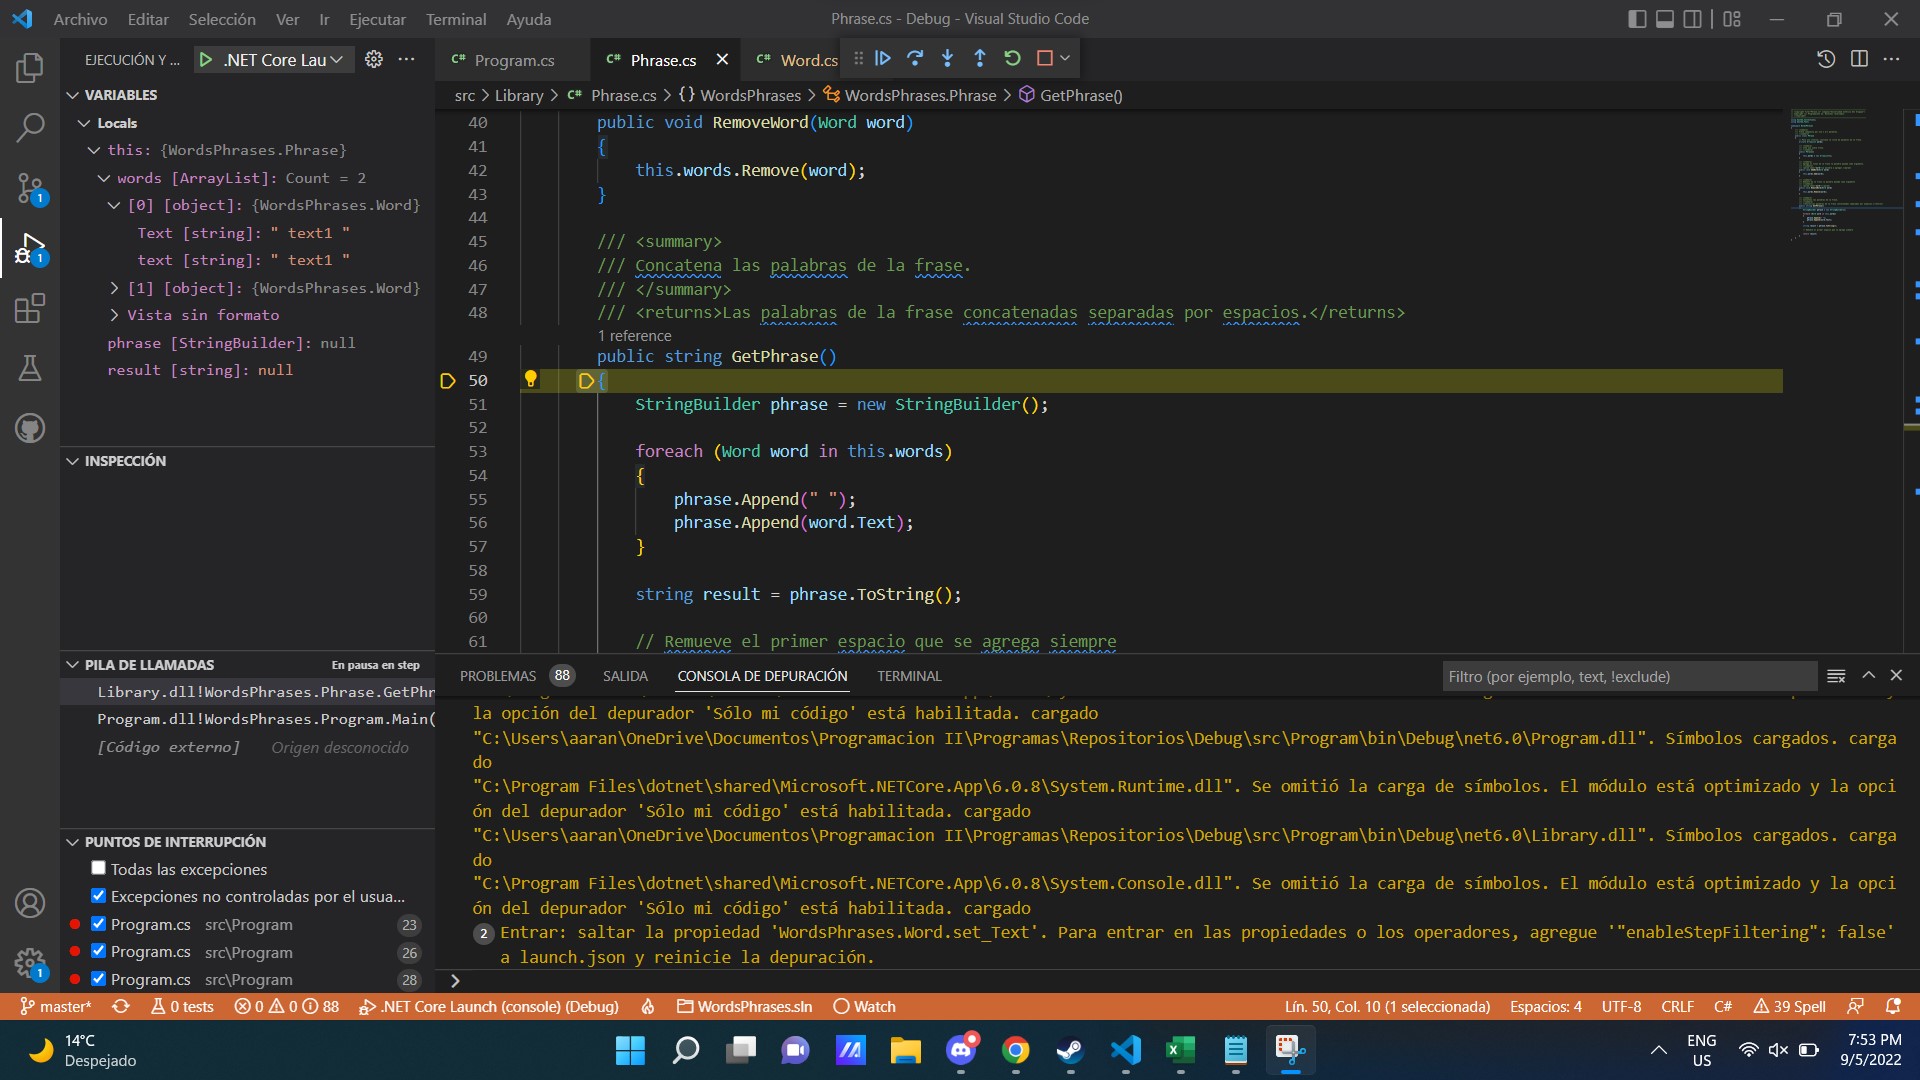 Archivo Editar Selección Ver Ir Ejecutar Terminal Ayuda
Phrase.cs - Debug - Visual Studio Code
EJECUCIÓN Y ... .NET Core Lau
VARIABLES
Locals
this: {WordsPhrases.Phrase}
words [ArrayList]: Count = 2
[0] [object]: {WordsPhrases.Word}
Text [string]: " text1 "
text [string]: " text1 "
[1] [object]: {WordsPhrases.Word}
Vista sin formato
phrase [StringBuilder]: null
result [string]: null
INSPECCIÓN
PILA DE LLAMADAS En pausa en step
Library.dll!WordsPhrases.Phrase.GetPhr
Program.dll!WordsPhrases.Program.Main(
[Código externo] Origen desconocido
PUNTOS DE INTERRUPCIÓN
Todas las excepciones
Excepciones no controladas por el usua...
Program.cs src\Program 23
Program.cs src\Program 26
Program.cs src\Program 28
C# Program.cs C# Phrase.cs C# Word.cs
src > Library > C# Phrase.cs > {} WordsPhrases > WordsPhrases.Phrase > GetPhrase()
40 public void RemoveWord(Word word)
41 {
42 this.words.Remove(word);
43 }
44
45 /// <summary>
46 /// Concatena las palabras de la frase.
47 /// </summary>
48 /// <returns>Las palabras de la frase concatenadas separadas por espacios.</returns>
1 reference
49 public string GetPhrase()
50 {
51 StringBuilder phrase = new StringBuilder();
52
53 foreach (Word word in this.words)
54 {
55 phrase.Append(" ");
56 phrase.Append(word.Text);
57 }
58
59 string result = phrase.ToString();
60
61 // Remueve el primer espacio que se agrega siempre
PROBLEMAS 88 SALIDA CONSOLA DE DEPURACIÓN TERMINAL
Filtro (por ejemplo, text, !exclude)
la opción del depurador 'Sólo mi código' está habilitada. cargado
"C:\Users\aaran\OneDrive\Documentos\Programacion II\Programas\Repositorios\Debug\src\Program\bin\Debug\net6.0\Program.dll". Símbolos cargados. carga
do
"C:\Program Files\dotnet\shared\Microsoft.NETCore.App\6.0.8\System.Runtime.dll". Se omitió la carga de símbolos. El módulo está optimizado y la opci
ón del depurador 'Sólo mi código' está habilitada. cargado
"C:\Users\aaran\OneDrive\Documentos\Programacion II\Programas\Repositorios\Debug\src\Program\bin\Debug\net6.0\Library.dll". Símbolos cargados. carga
do
"C:\Program Files\dotnet\shared\Microsoft.NETCore.App\6.0.8\System.Console.dll". Se omitió la carga de símbolos. El módulo está optimizado y la opci
ón del depurador 'Sólo mi código' está habilitada. cargado
2 Entrar: saltar la propiedad 'WordsPhrases.Word.set_Text'. Para entrar en las propiedades o los operadores, agregue '"enableStepFiltering": false'
a launch.json y reinicie la depuración.
>
master* 0 tests 0 0 88 .NET Core Launch (console) (Debug) WordsPhrases.sln Watch
Lín. 50, Col. 10 (1 seleccionada) Espacios: 4 UTF-8 CRLF C# 39 Spell
14°C
Despejado
ENG
US
7:53 PM
9/5/2022